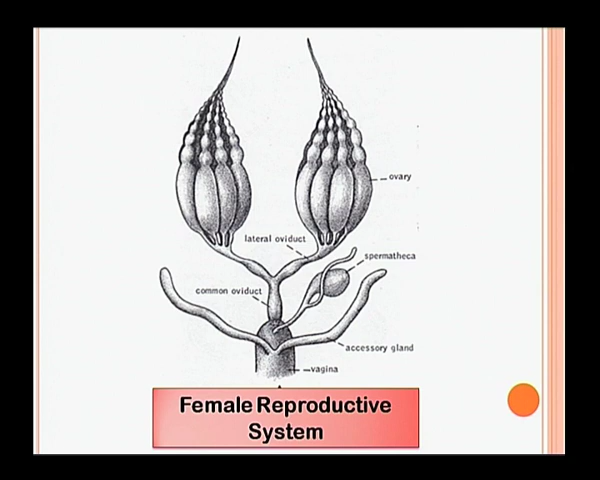 ovary
lateral oviduct
spermatheca
common oviduct
accessory gland
vagina
Female Reproductive
System